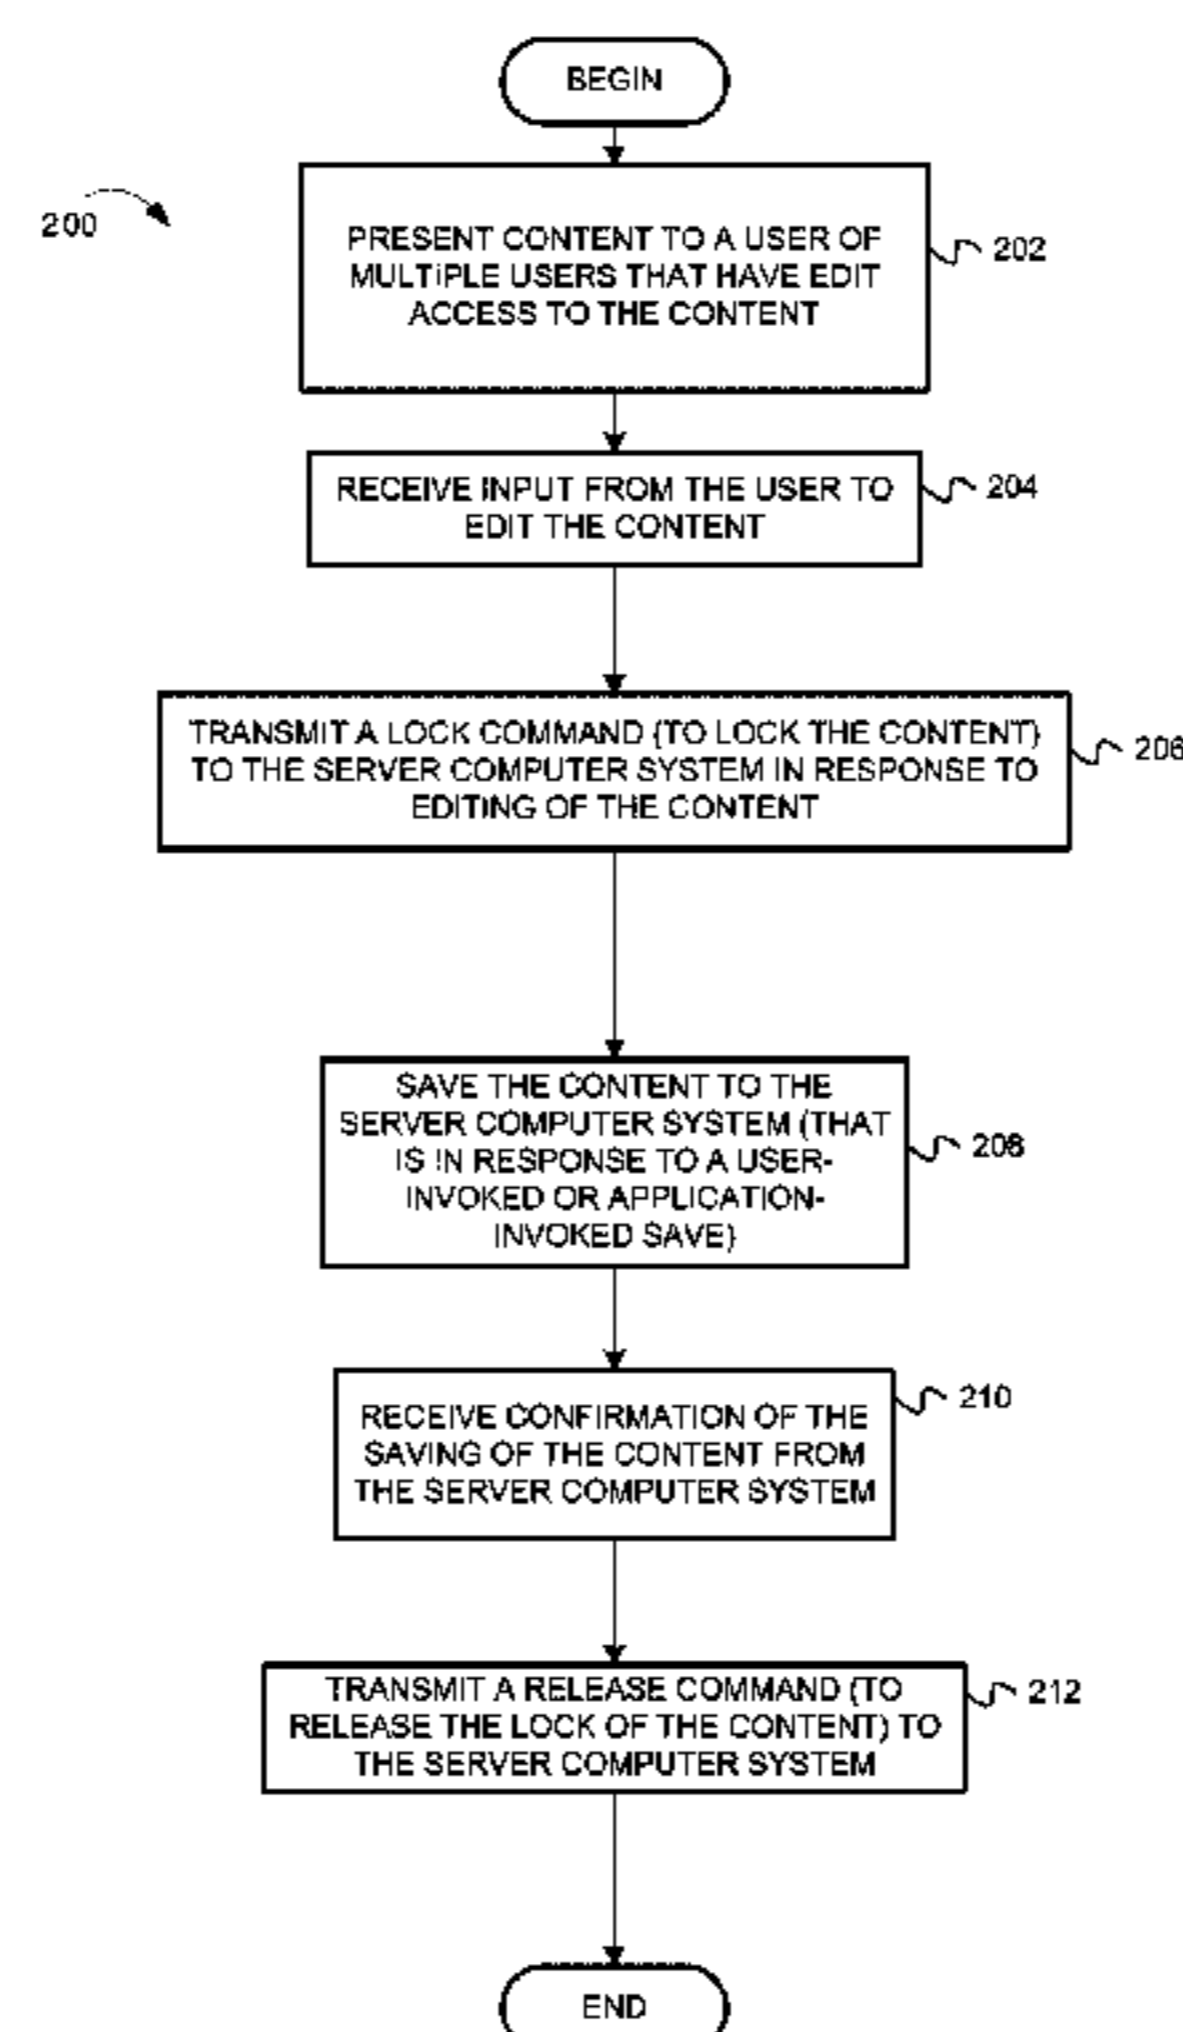 BEGIN
200
PRESENT CONTENT TO A USER OF
MULTIPLE USERS THAT HAVE EDIT
ACCESS TO THE CONTENT
202
RECEIVE INPUT FROM THE USER TO
EDIT THE CONTENT
204
TRANSMIT A LOCK COMMAND (TO LOCK THE CONTENT)
TO THE SERVER COMPUTER SYSTEM IN RESPONSE TO
EDITING OF THE CONTENT
206
SAVE THE CONTENT TO THE
SERVER COMPUTER SYSTEM (THAT
IS IN RESPONSE TO A USER-
INVOKED OR APPLICATION-
INVOKED SAVE)
208
RECEIVE CONFIRMATION OF THE
SAVING OF THE CONTENT FROM
THE SERVER COMPUTER SYSTEM
210
TRANSMIT A RELEASE COMMAND (TO
RELEASE THE LOCK OF THE CONTENT) TO
THE SERVER COMPUTER SYSTEM
212
END